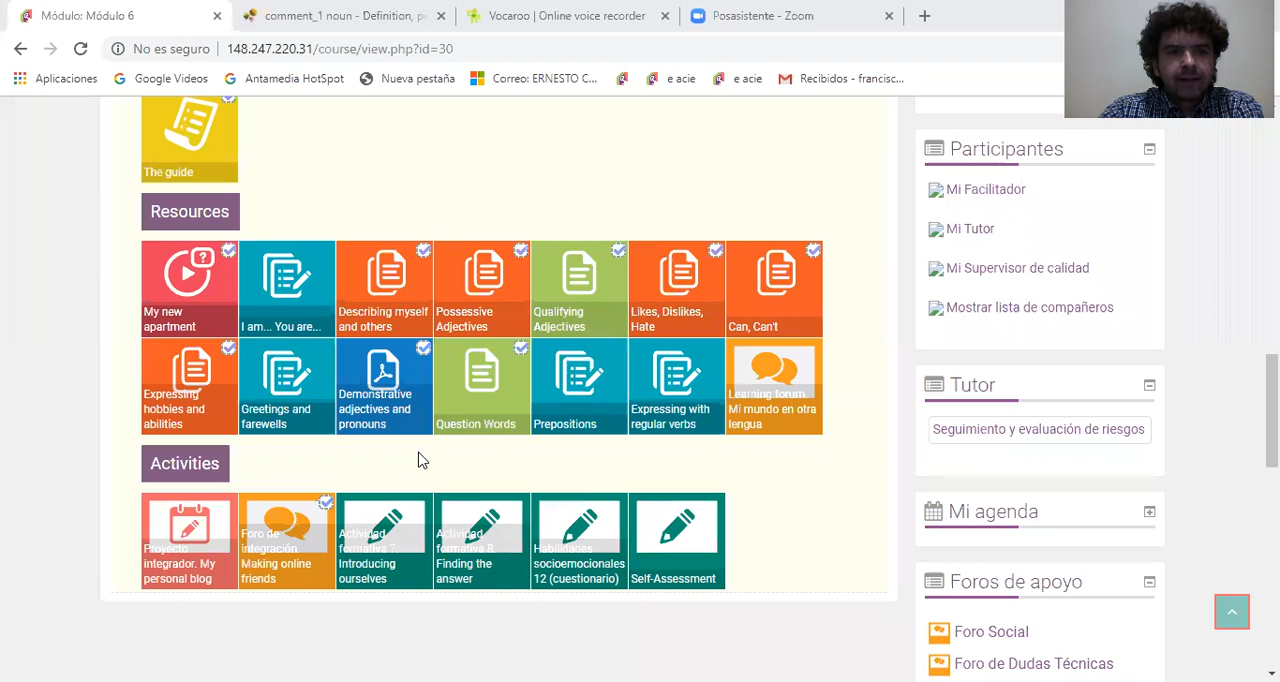 Módulo: Módulo 6
comment_1 noun - Definition, p
Vocaroo | Online voice recorder
Posasistente - Zoom
No es seguro | 148.247.220.31/course/view.php?id=30
Aplicaciones
Google Videos
Antamedia HotSpot
Nueva pestaña
Correo: ERNESTO C...
e acie
e acie
Recibidos - francisc...
The guide
Resources
My new
apartment
I am... You are...
Describing myself
and others
Possessive
Adjectives
Qualifying
Adjectives
Likes, Dislikes,
Hate
Can, Can't
Expressing
hobbies and
abilities
Greetings and
farewells
Demonstrative
adjectives and
pronouns
Question Words
Prepositions
Expressing with
regular verbs
Learning forum.
Mi mundo en otra
lengua
Activities
Proyecto
integrador. My
personal blog
Foro de
integración.
Making online
friends
Actividad
formativa 7.
Introducing
ourselves
Actividad
formativa 8.
Finding the
answer
Habilidades
socioemocionales
12 (cuestionario)
Self-Assessment
Participantes
Mi Facilitador
Mi Tutor
Mi Supervisor de calidad
Mostrar lista de compañeros
Tutor
Seguimiento y evaluación de riesgos
Mi agenda
Foros de apoyo
Foro Social
Foro de Dudas Técnicas